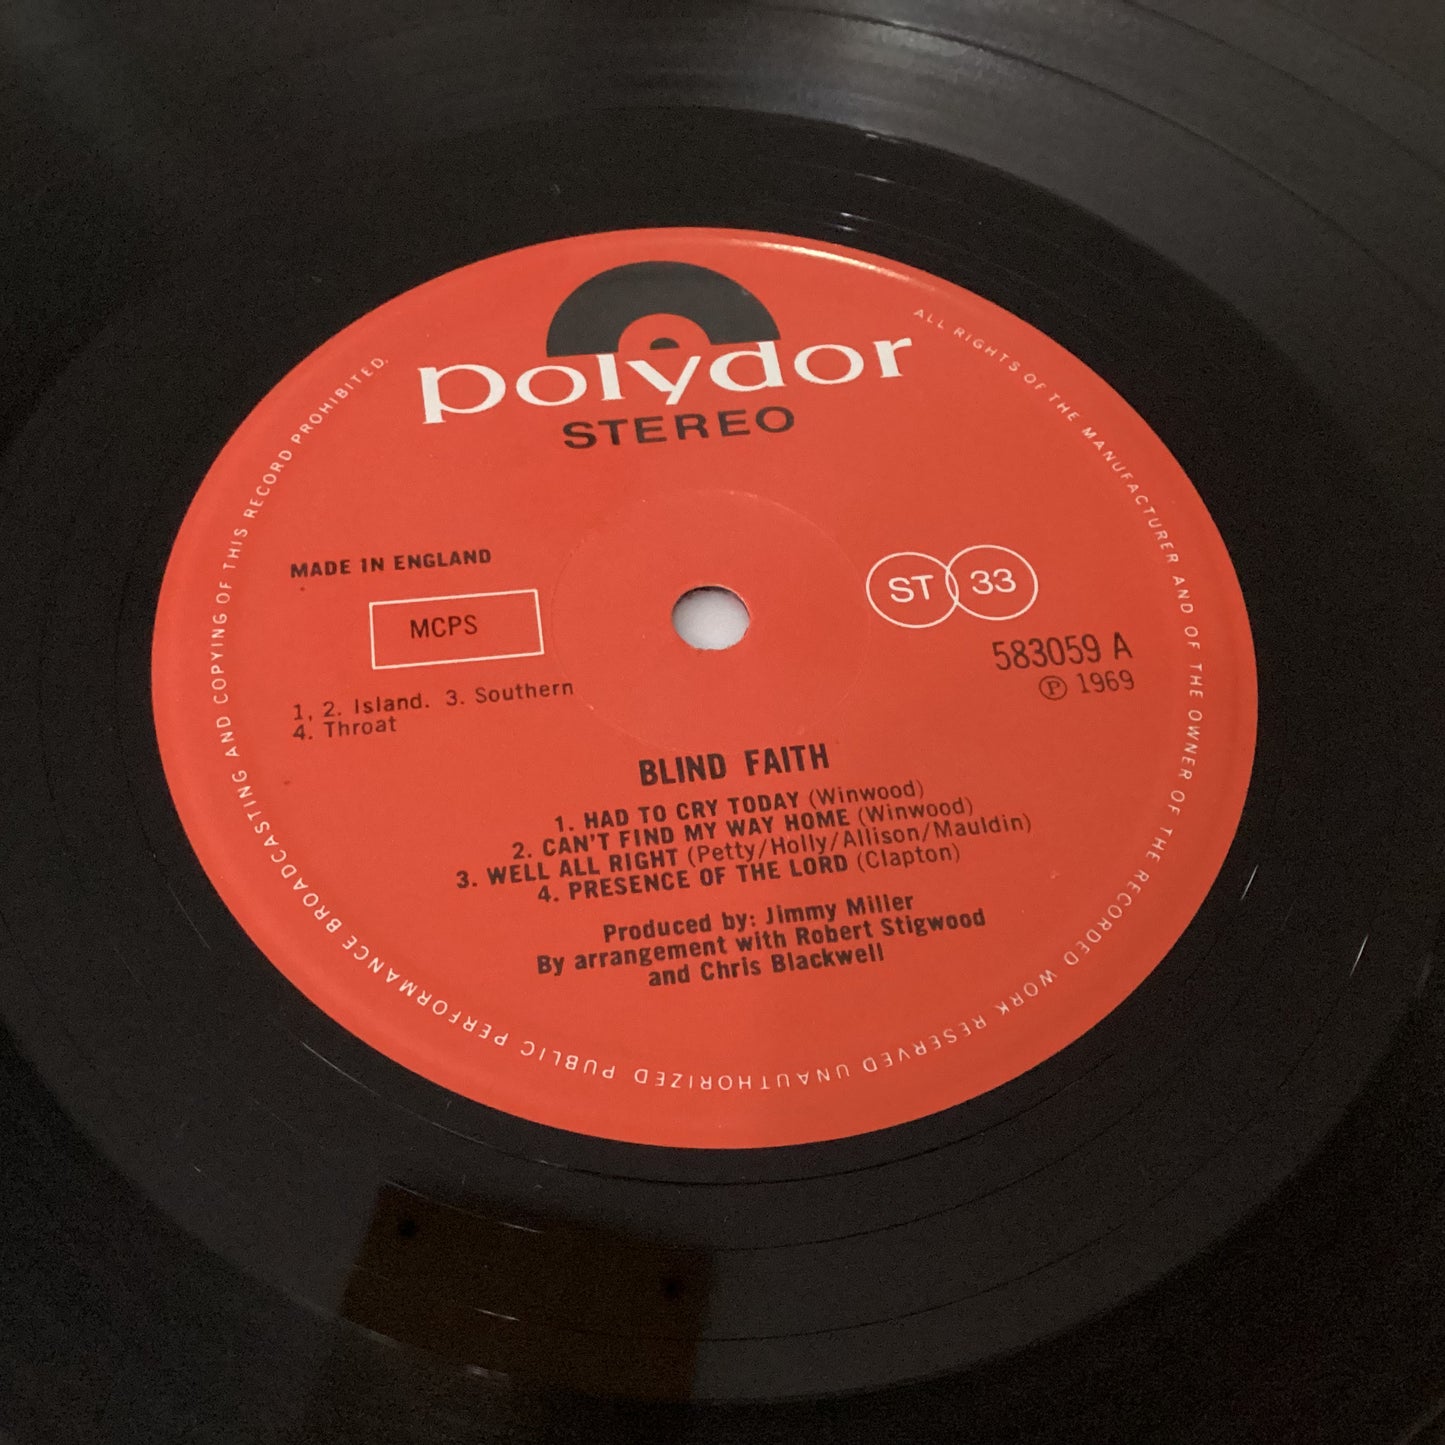 polydor
STEREO
MADE IN ENGLAND
MCPS
ST 33
583059 A
℗ 1969
1, 2. Island. 3. Southern
4. Throat
BLIND FAITH
1. HAD TO CRY TODAY (Winwood)
2. CAN'T FIND MY WAY HOME (Winwood)
3. WELL ALL RIGHT (Petty/Holly/Allison/Mauldin)
4. PRESENCE OF THE LORD (Clapton)
Produced by: Jimmy Miller
By arrangement with Robert Stigwood
and Chris Blackwell
ALL RIGHTS OF THE MANUFACTURER AND OF THE OWNER OF THE RECORDED WORK RESERVED UNAUTHORIZED PUBLIC PERFORMANCE BROADCASTING AND COPYING OF THIS RECORD PROHIBITED.